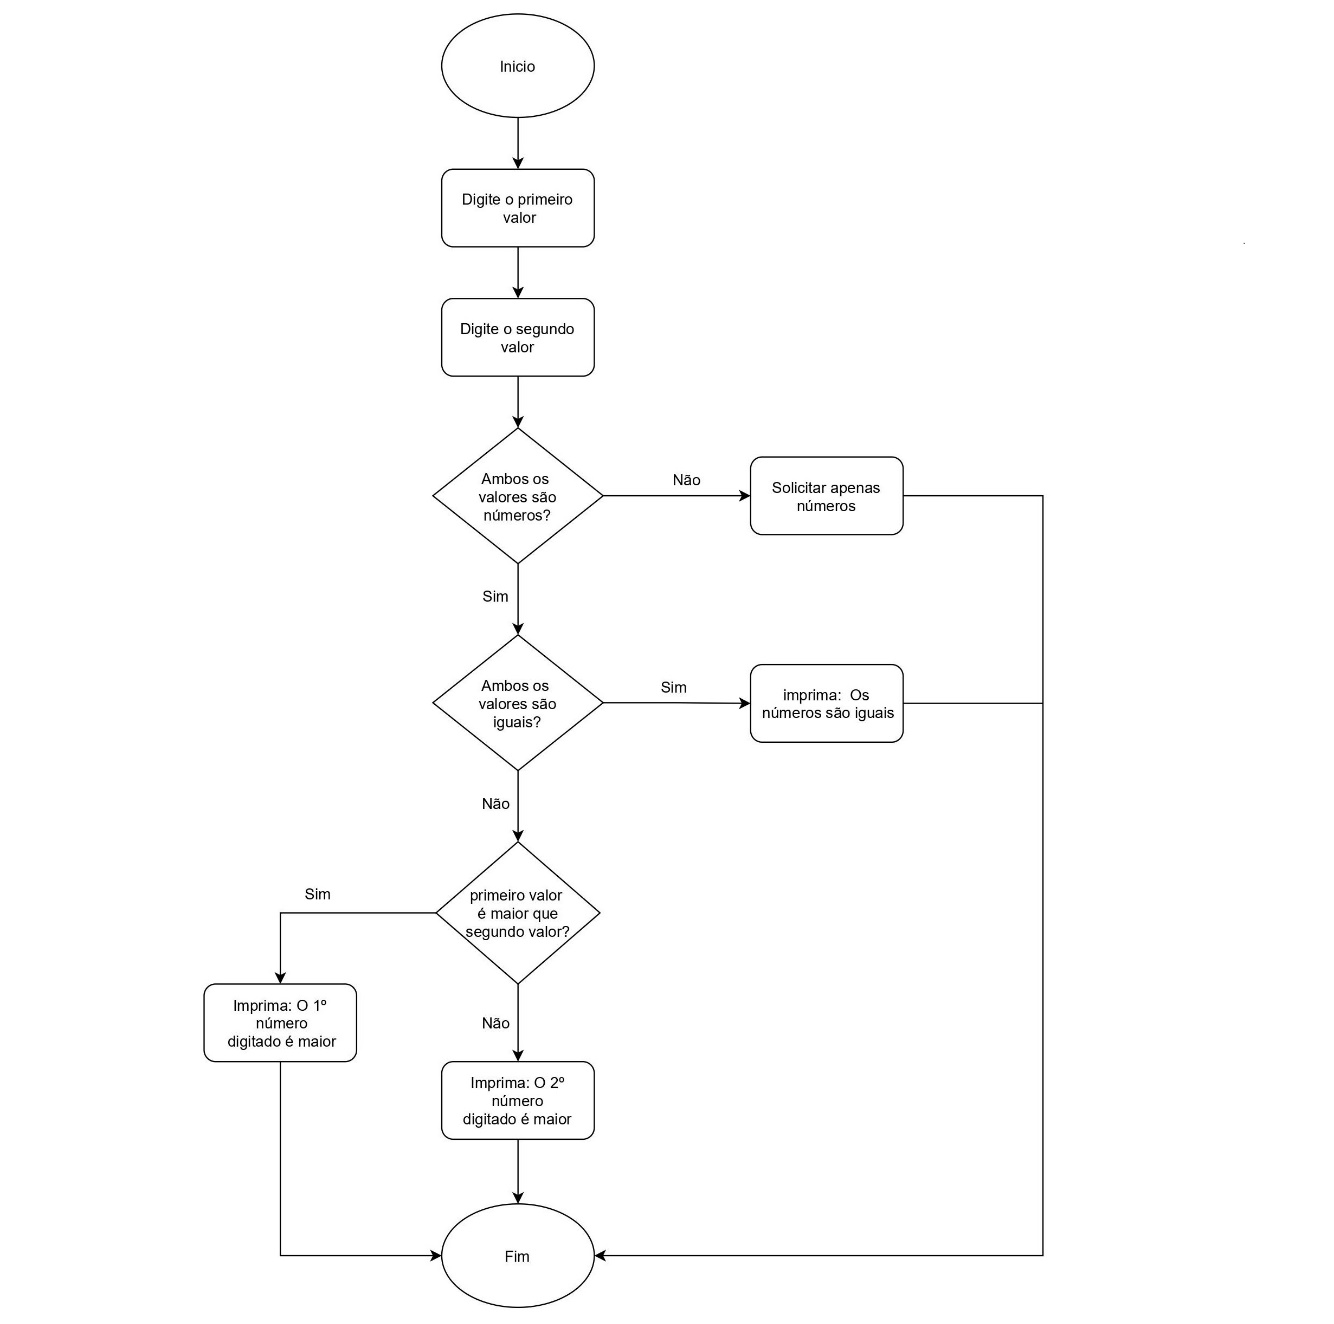 Inicio
Digite o primeiro
valor
Digite o segundo
valor
Ambos os
valores são
números?
Não
Solicitar apenas
números
Sim
Ambos os
valores são
iguais?
Sim
imprima:  Os
números são iguais
Não
primeiro valor
é maior que
segundo valor?
Sim
Imprima: O 1º
número
digitado é maior
Não
Imprima: O 2º
número
digitado é maior
Fim